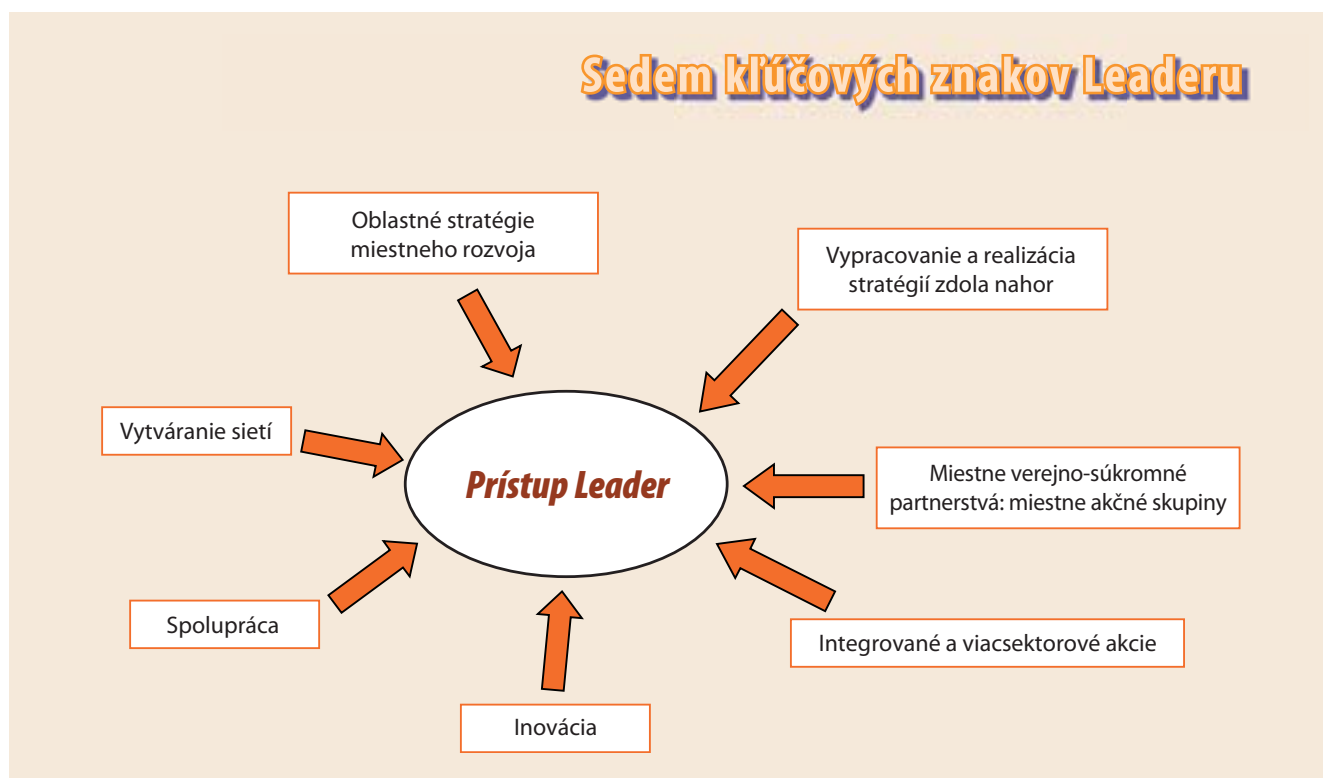 Sedem kľúčových znakov Leaderu
Oblastné stratégie
miestneho rozvoja
Vypracovanie a realizácia
stratégií zdola nahor
Vytváranie sietí
Prístup Leader
Miestne verejno-súkromné
partnerstvá: miestne akčné skupiny
Spolupráca
Integrované a viacsektorové akcie
Inovácia